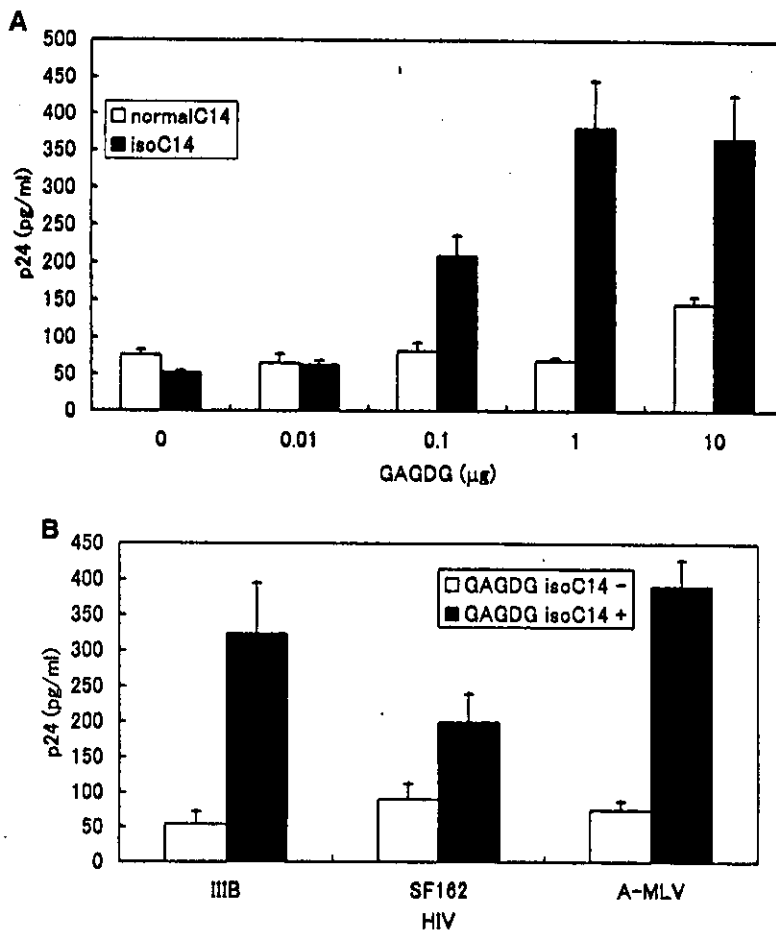 A
500
450
400
350
300
250
200
150
100
50
0
p24 (pg/ml)
normalC14
isoC14
0 0.01 0.1 1 10
GAGDG (μg)
B
450
400
350
300
250
200
150
100
50
0
p24 (pg/ml)
GAGDG isoC14 -
GAGDG isoC14 +
IIIB SF162 A-MLV
HIV